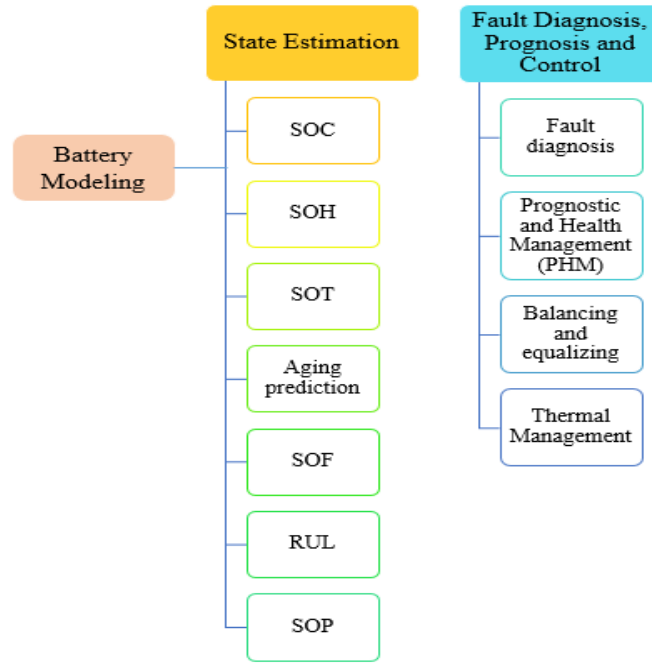 State Estimation
SOC
Battery
Modeling
SOH
SOT
Aging
prediction
SOF
RUL
SOP
Fault Diagnosis,
Prognosis and
Control
Fault
diagnosis
Prognostic
and Health
Management
(PHM)
Balancing
and
equalizing
Thermal
Management